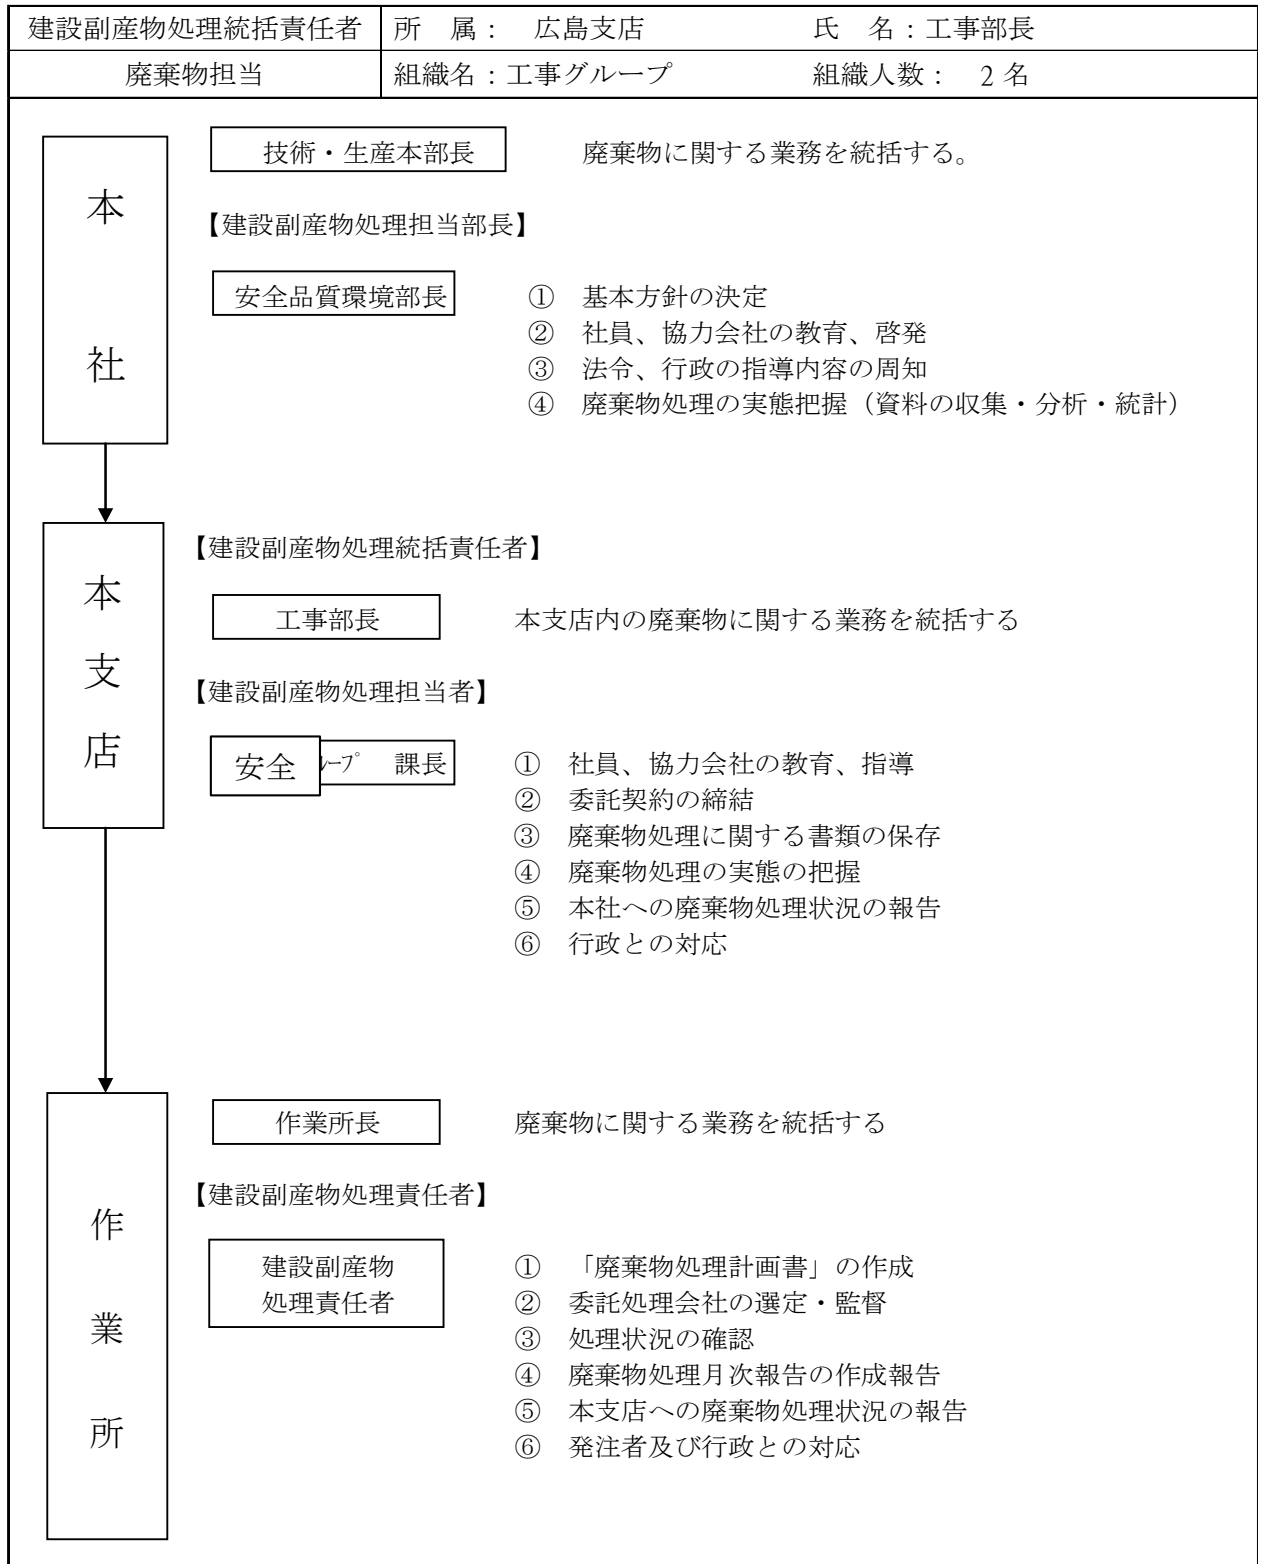 建設副産物処理統括責任者 所　属：　広島支店　氏　名：工事部長
廃棄物担当 組織名：工事グループ　組織人数：　2 名
本社
技術・生産本部長　廃棄物に関する業務を統括する。
【建設副産物処理担当部長】
安全品質環境部長　①　基本方針の決定
②　社員、協力会社の教育、啓発
③　法令、行政の指導内容の周知
④　廃棄物処理の実態把握（資料の収集・分析・統計）
本支店
【建設副産物処理統括責任者】
工事部長　本支店内の廃棄物に関する業務を統括する
【建設副産物処理担当者】
安全 ループ　課長　①　社員、協力会社の教育、指導
②　委託契約の締結
③　廃棄物処理に関する書類の保存
④　廃棄物処理の実態の把握
⑤　本社への廃棄物処理状況の報告
⑥　行政との対応
作業所
作業所長　廃棄物に関する業務を統括する
【建設副産物処理責任者】
建設副産物　①　「廃棄物処理計画書」の作成
処理責任者　②　委託処理会社の選定・監督
③　処理状況の確認
④　廃棄物処理月次報告の作成報告
⑤　本支店への廃棄物処理状況の報告
⑥　発注者及び行政との対応